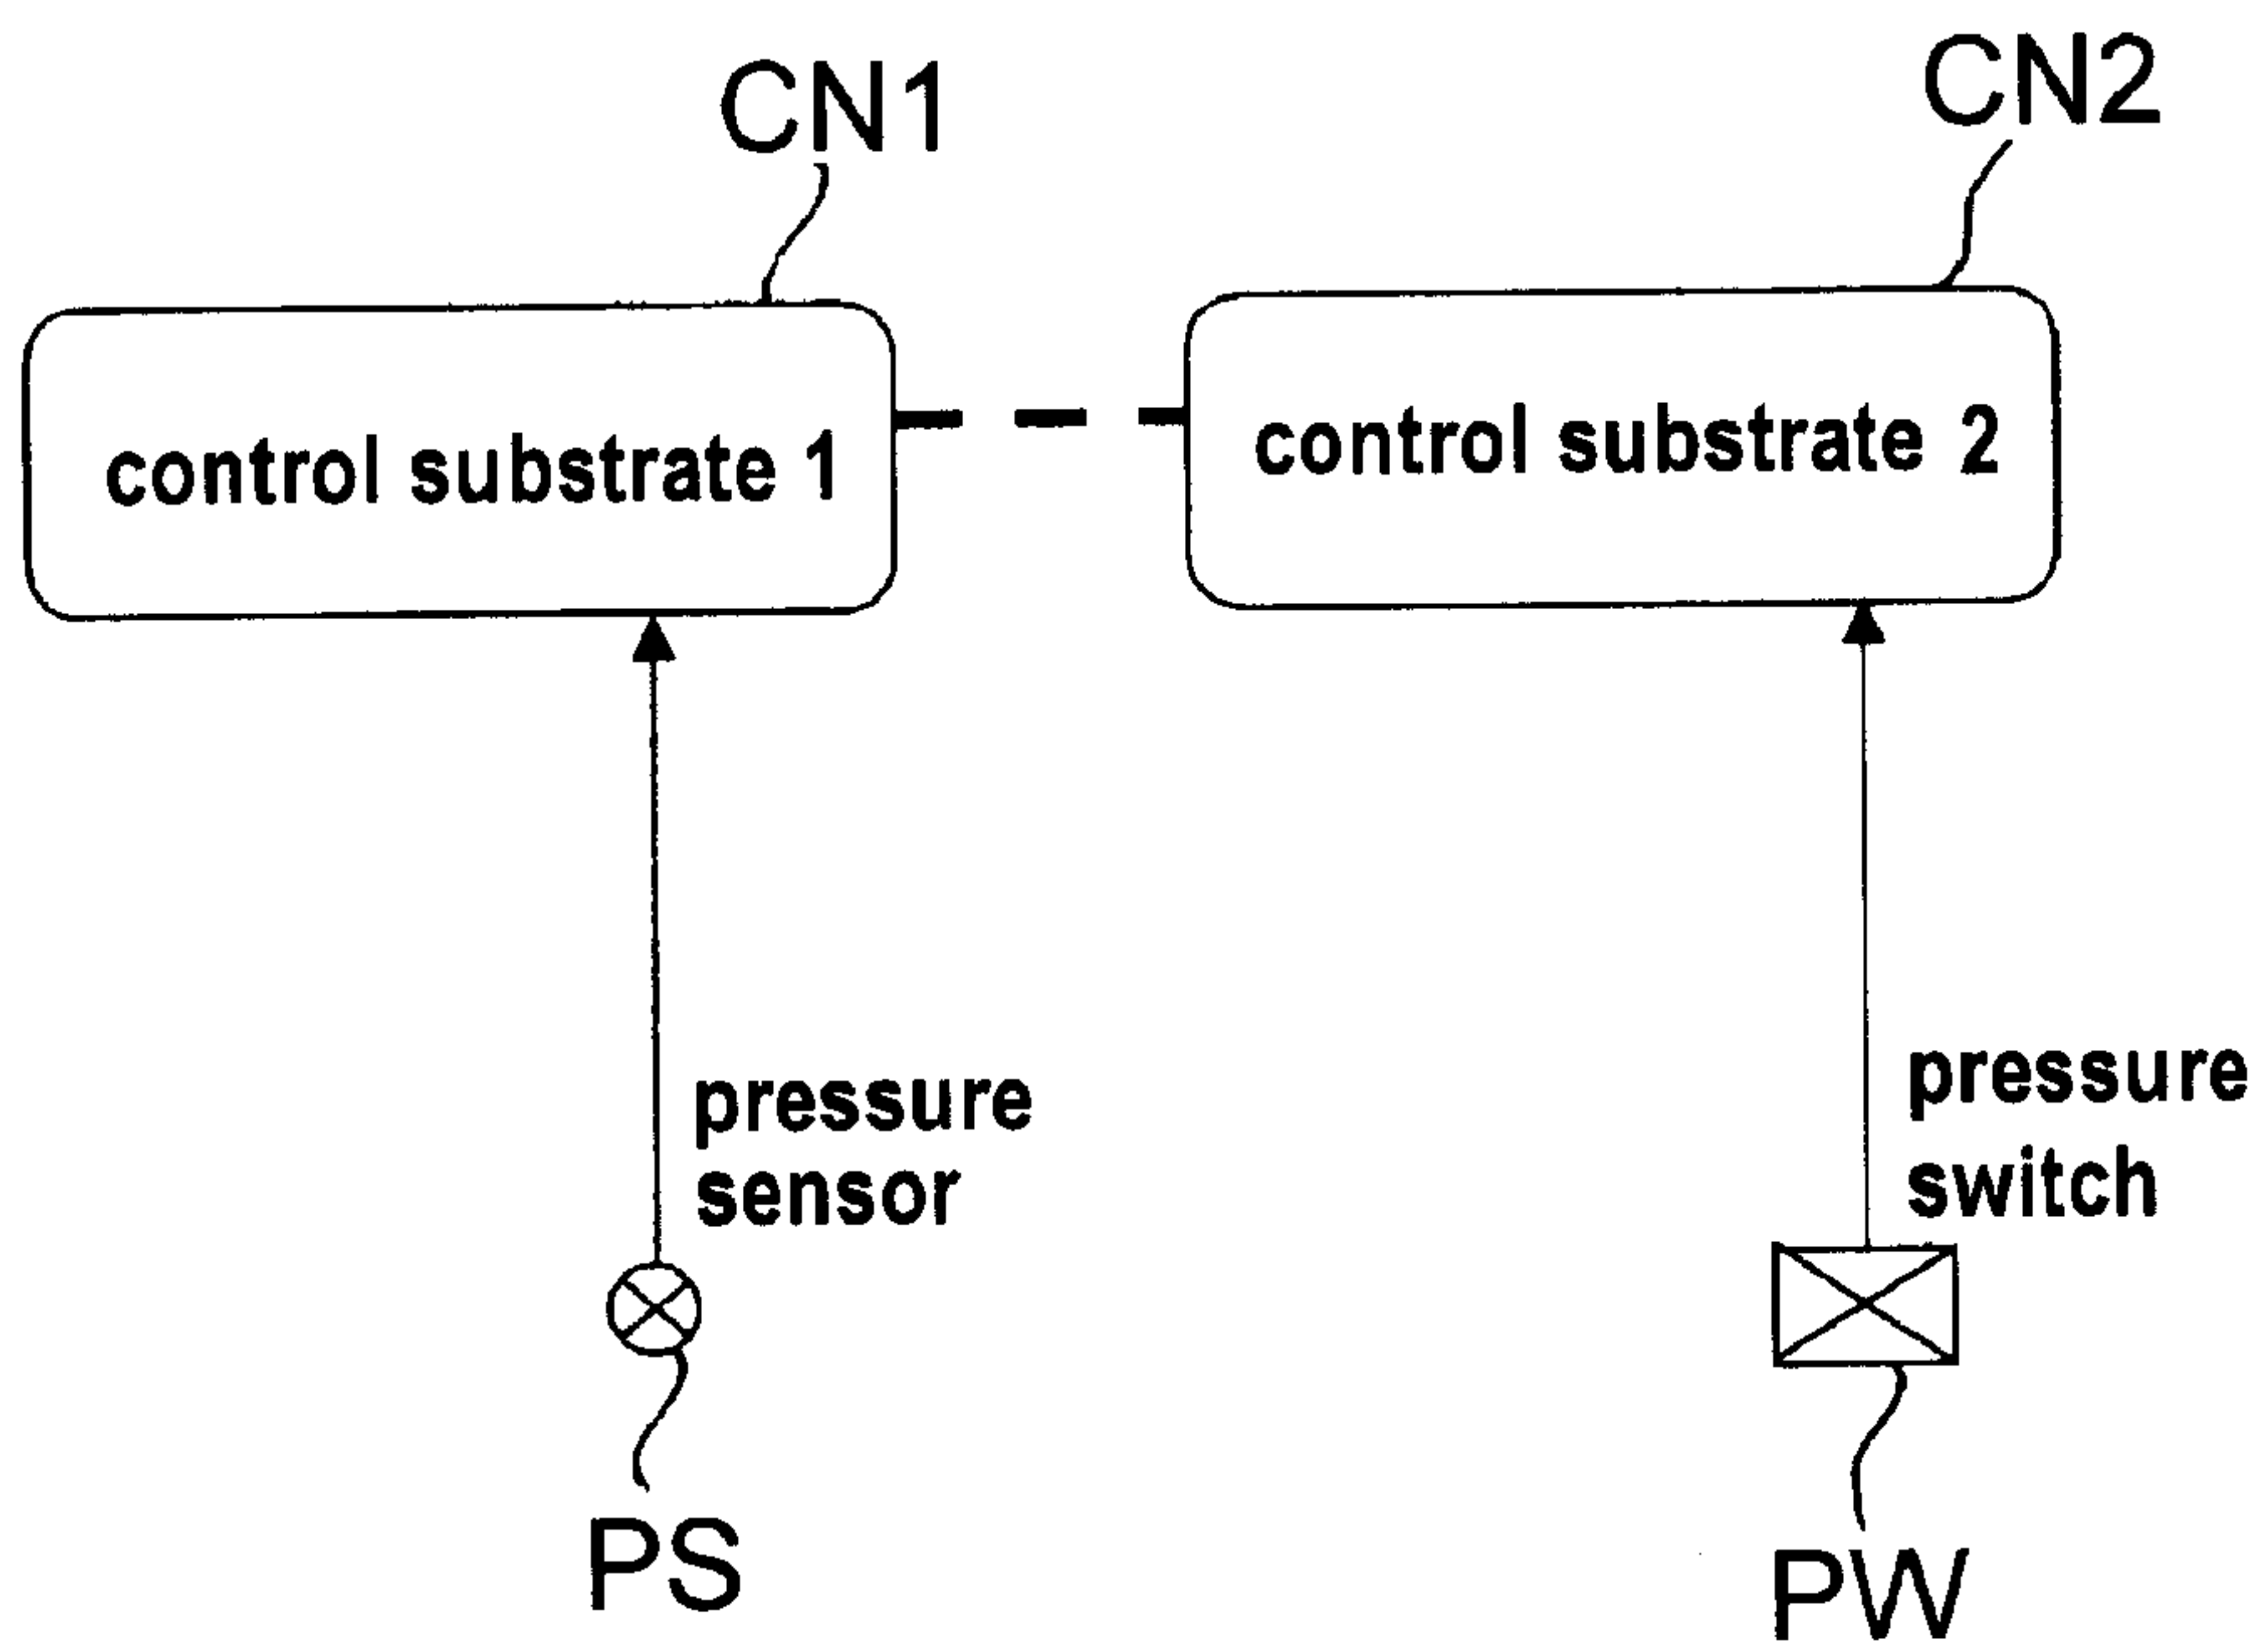 CN1
CN2
control substrate 1
control substrate 2
pressure
sensor
pressure
switch
PS
PW